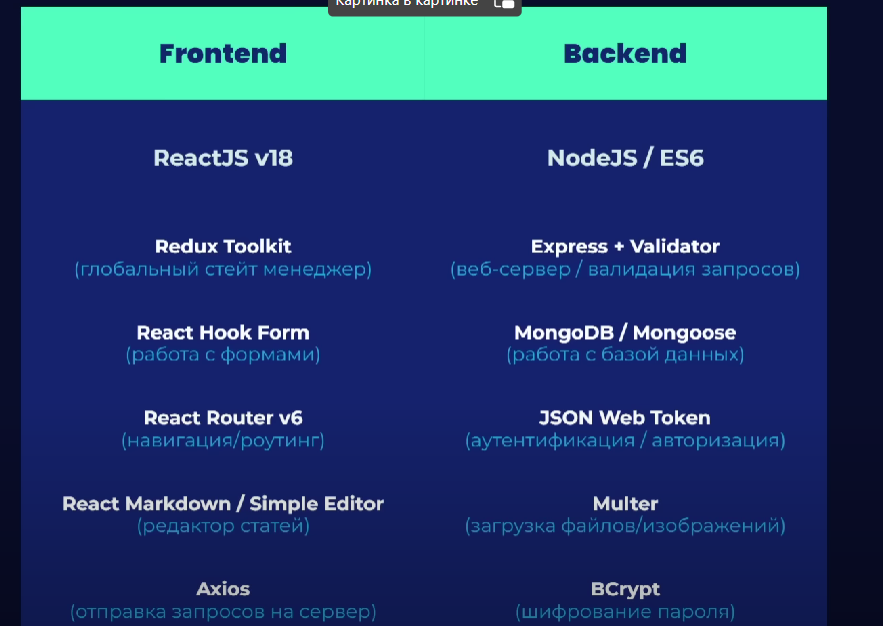 Картинка в картинке
Frontend
Backend
ReactJS v18
NodeJS / ES6
Redux Toolkit
(глобальный стейт менеджер)
Express + Validator
(веб-сервер / валидация запросов)
React Hook Form
(работа с формами)
MongoDB / Mongoose
(работа с базой данных)
React Router v6
(навигация/роутинг)
JSON Web Token
(аутентификация / авторизация)
React Markdown / Simple Editor
(редактор статей)
Multer
(загрузка файлов/изображений)
Axios
(отправка запросов на сервер)
BCrypt
(шифрование пароля)